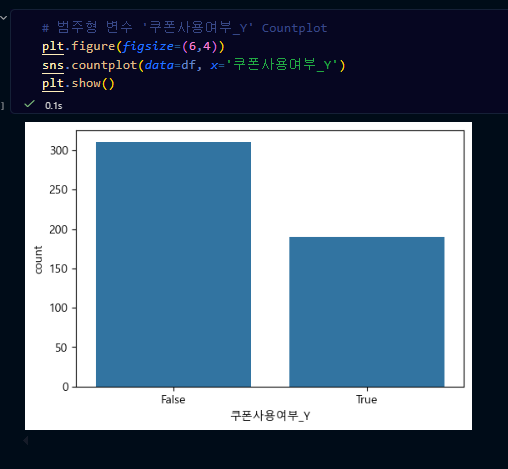 # 범주형 변수 '쿠폰사용여부_Y' Countplot
plt.figure(figsize=(6,4))
sns.countplot(data=df, x='쿠폰사용여부_Y')
plt.show()
]
0.1s
300
250
200
150
100
50
0
count
False
True
쿠폰사용여부_Y